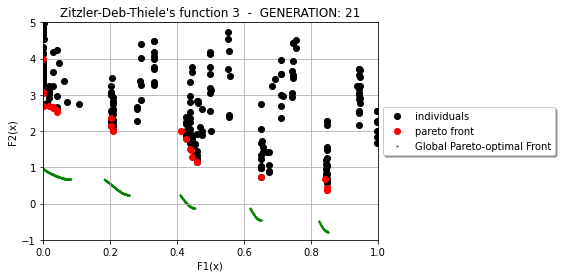 Zitzler-Deb-Thiele's function 3 - GENERATION: 21
5
4
3
2
1
0
−1
F2(x)
0.0 0.2 0.4 0.6 0.8 1.0
F1(x)
individuals
pareto front
Global Pareto-optimal Front